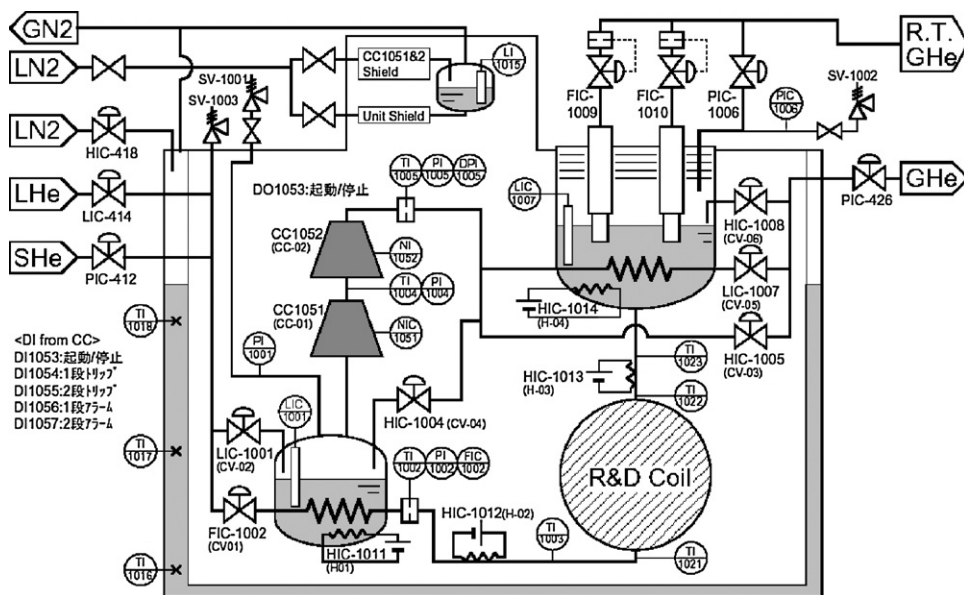 GN2
LN2
LN2
HIC-418
LHe
LIC-414
SHe
PIC-412
SV-1001
SV-1003
CC1051&2
Shield
Unit Shield
LI
1015
FIC-
1009
FIC-
1010
PIC-
1006
PIC
1006
SV-1002
R.T.
GHe
GHe
PIC-426
TI
1005
PI
1005
DPI
1005
DO1053:起動/停止
LIC
1007
CC1052
(CC-02)
NI
1052
TI
1004
PI
1004
CC1051
(CC-01)
NIC
1051
HIC-1008
(CV-06)
LIC-1007
(CV-05)
HIC-1005
(CV-03)
HIC-1014
(H-04)
TI
1018
<DI from CC>
DI1053:起動/停止
DI1054:1段トリップ
DI1055:2段トリップ
DI1056:1段アラーム
DI1057:2段アラーム
PI
1001
TI
1023
HIC-1013
(H-03)
TI
1022
HIC-1004 (CV-04)
LIC
1001
LIC-1001
(CV-02)
TI
1017
TI
1002
PI
1002
FIC
1002
R&D Coil
FIC-1002
(CV01)
HIC-1011
(H01)
HIC-1012(H-02)
TI
1003
TI
1021
TI
1016